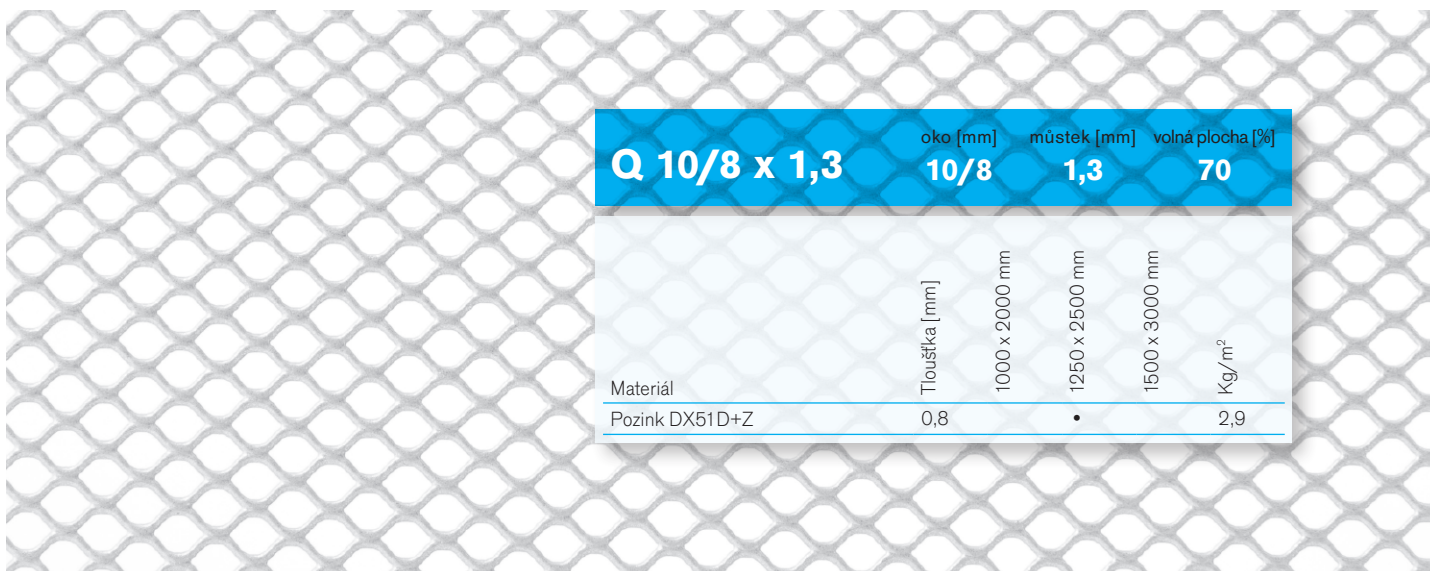 Q 10/8 x 1,3
oko [mm] můstek [mm] volná plocha [%]
10/8 1,3 70
Materiál Tloušťka [mm] 1000 x 2000 mm 1250 x 2500 mm 1500 x 3000 mm Kg/m²
Pozink DX51D+Z 0,8 • 2,9